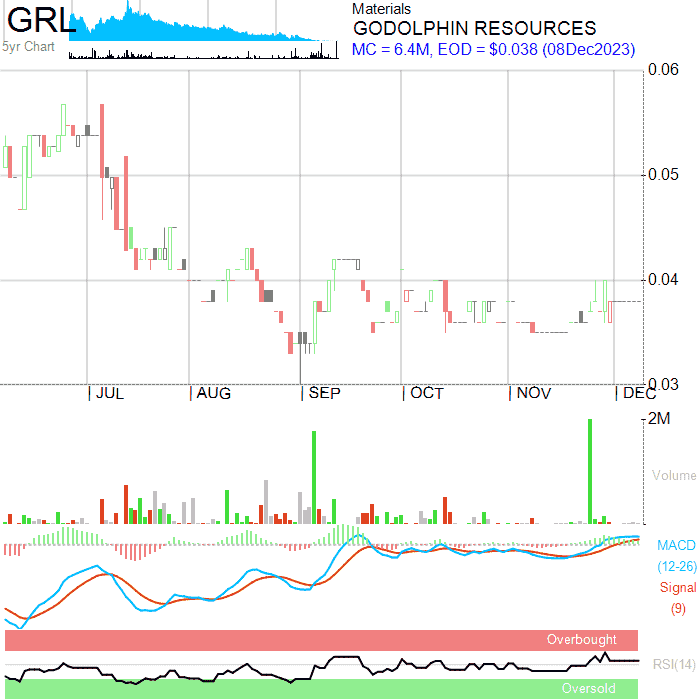 GRL
5yr Chart
Materials
GODOLPHIN RESOURCES
MC = 6.4M, EOD = $0.038 (08Dec2023)
0.06
0.05
0.04
0.03
JUL AUG SEP OCT NOV DEC
2M
Volume
MACD
(12-26)
Signal
(9)
Overbought
RSI(14)
Oversold